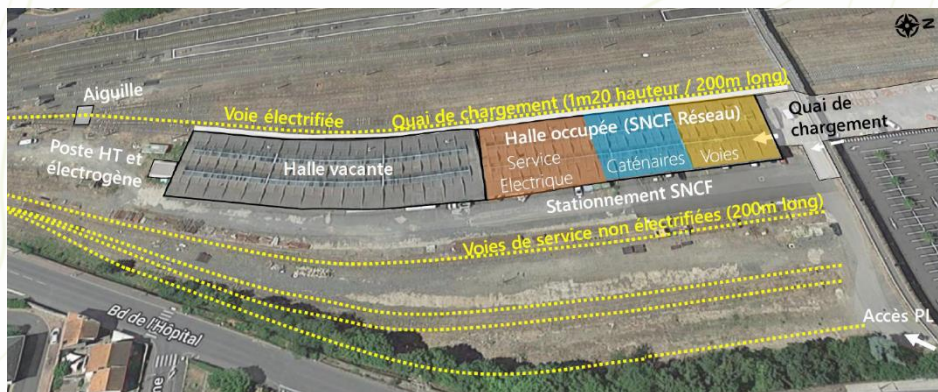 N
Aiguille
Voie électrifiée
Quai de chargement (1m20 hauteur / 200m long)
Quai de
chargement
Poste HT et
électrogène
Halle vacante
Halle occupée (SNCF Réseau)
Service
Electrique
Caténaires
Voies
Stationnement SNCF
Voies de service non électrifiées (200m long)
Bd de l'Hôpital
Accès PL